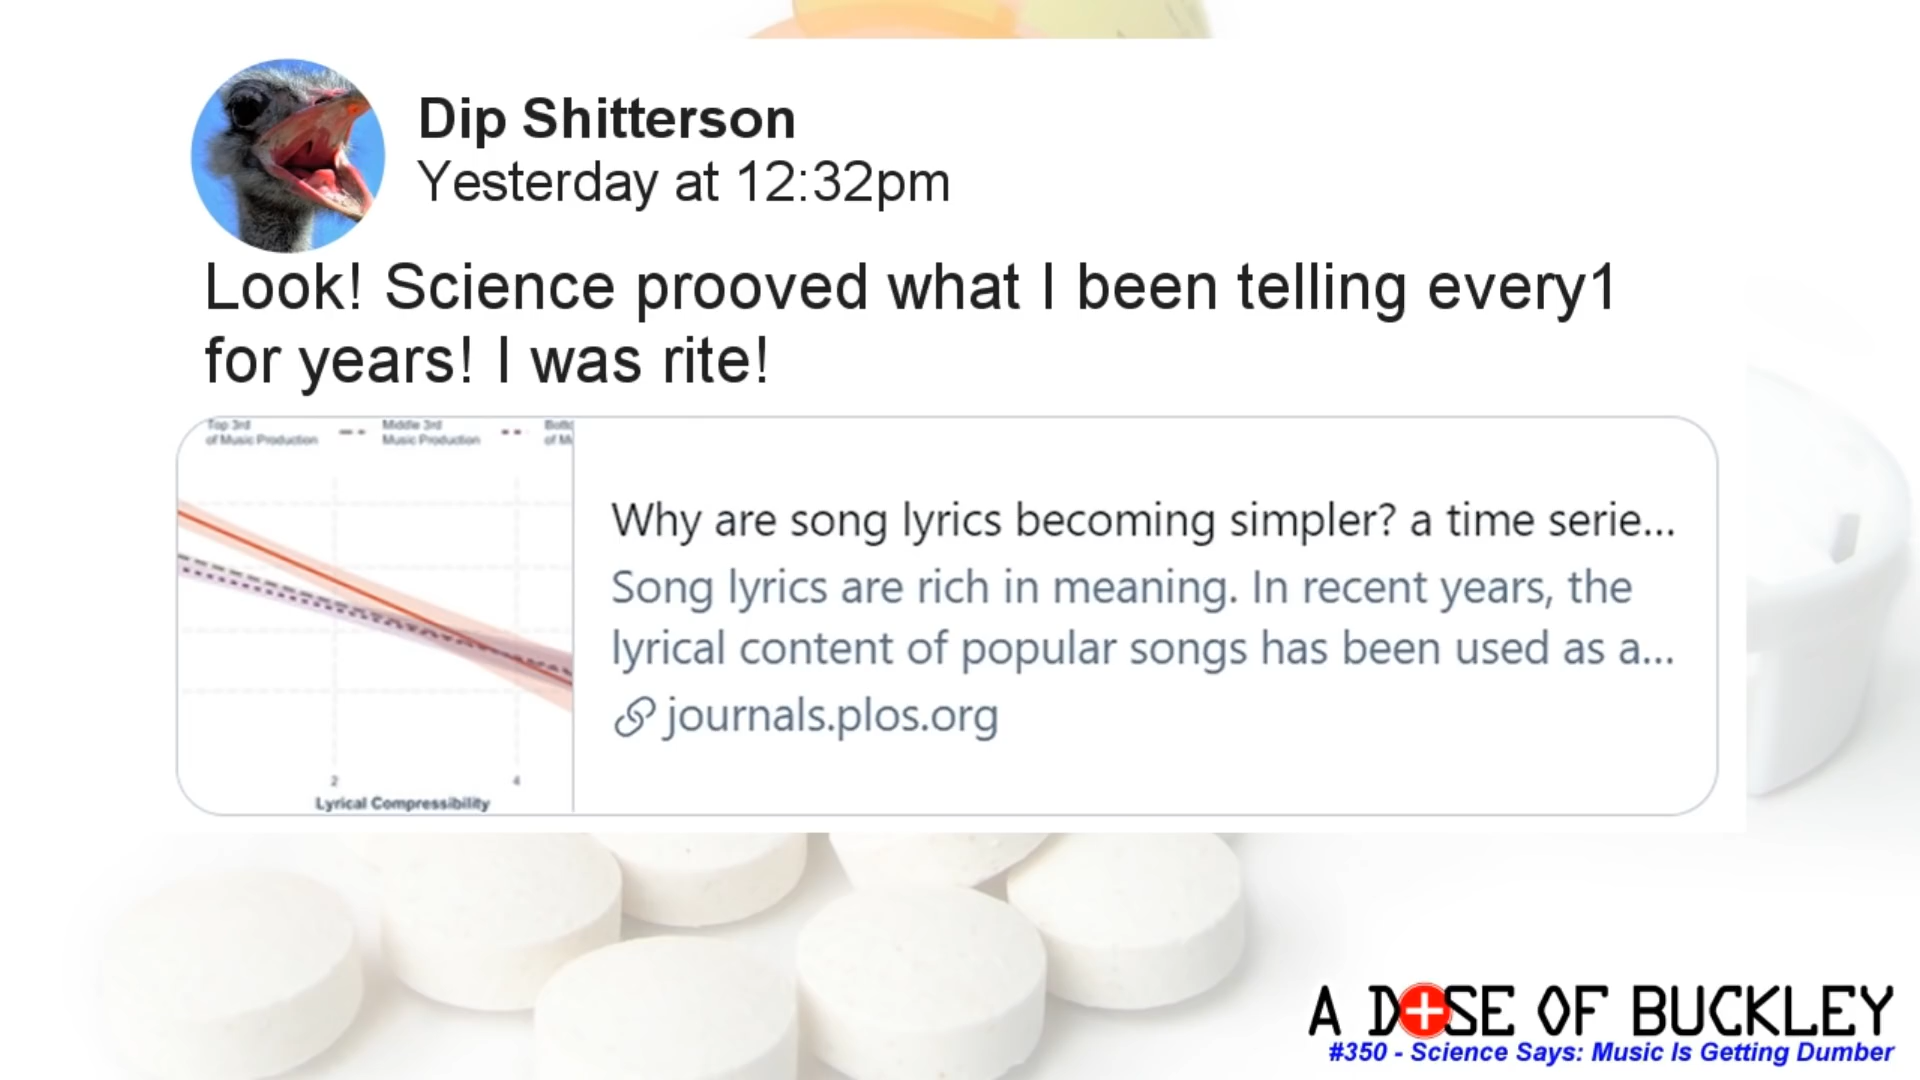 Dip Shitterson
Yesterday at 12:32pm
Look! Science prooved what I been telling every1
for years! I was rite!
Top 3rd
of Music Production
Middle 3rd
Music Production
of M
2
4
Lyrical Compressibility
Why are song lyrics becoming simpler? a time serie...
Song lyrics are rich in meaning. In recent years, the
lyrical content of popular songs has been used as a...
journals.plos.org
A DOSE OF BUCKLEY
#350 - Science Says: Music Is Getting Dumber